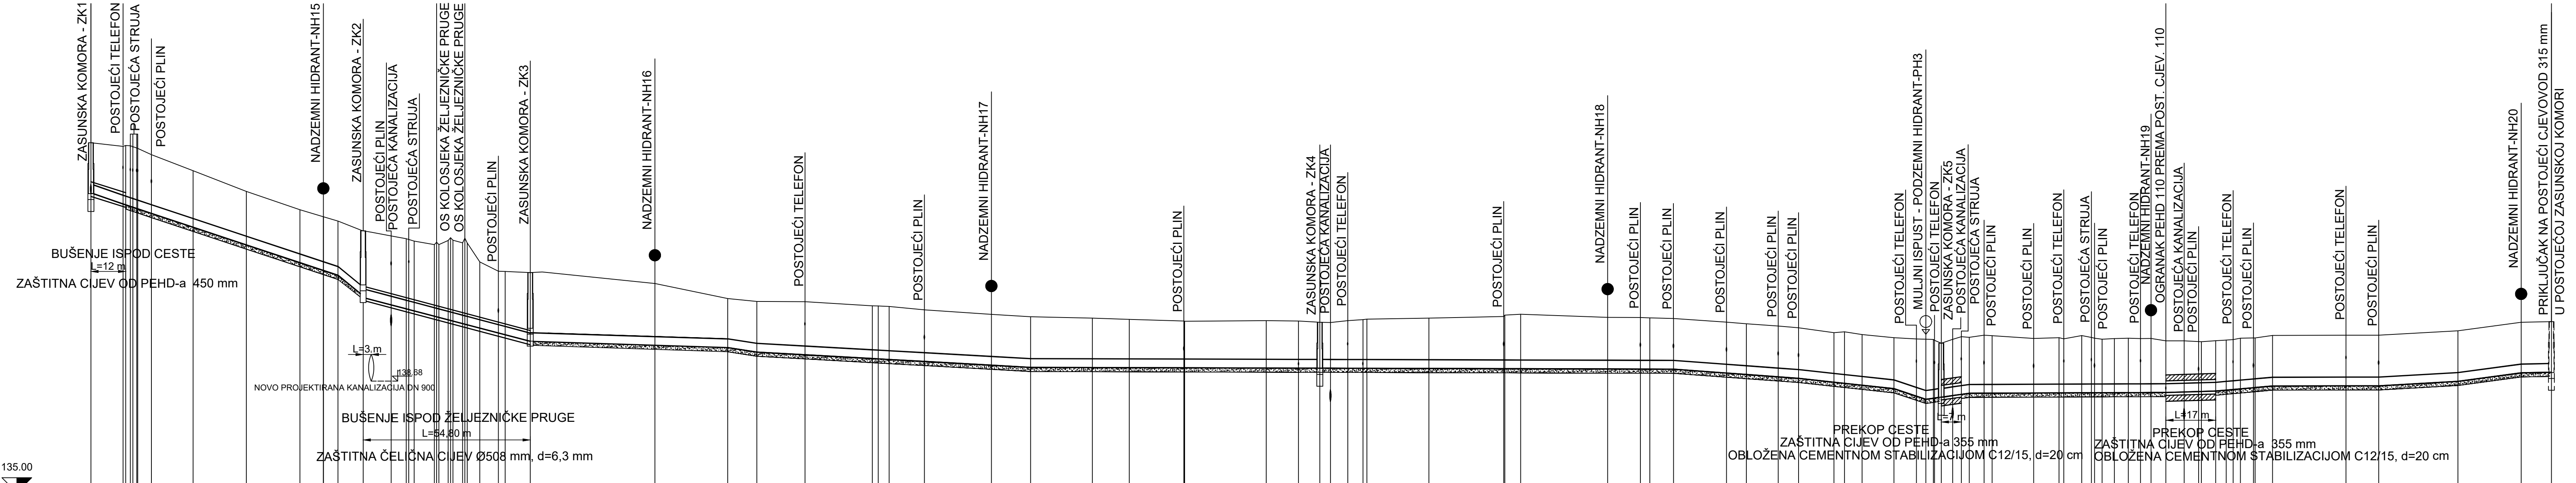 ZASUNSKA KOMORA - ZK1
POSTOJEĆI TELEFON
POSTOJEĆA STRUJA
POSTOJEĆI PLIN
NADZEMNI HIDRANT-NH15
ZASUNSKA KOMORA - ZK2
POSTOJEĆI PLIN
POSTOJEĆA KANALIZACIJA
POSTOJEĆA STRUJA
OS KOLOSJEKA ŽELJEZNIČKE PRUGE
OS KOLOSJEKA ŽELJEZNIČKE PRUGE
POSTOJEĆI PLIN
ZASUNSKA KOMORA - ZK3
NADZEMNI HIDRANT-NH16
POSTOJEĆI TELEFON
POSTOJEĆI PLIN
NADZEMNI HIDRANT-NH17
POSTOJEĆI PLIN
ZASUNSKA KOMORA - ZK4
POSTOJEĆA KANALIZACIJA
POSTOJEĆI TELEFON
POSTOJEĆI PLIN
NADZEMNI HIDRANT-NH18
POSTOJEĆI PLIN
POSTOJEĆI PLIN
POSTOJEĆI PLIN
POSTOJEĆI PLIN
POSTOJEĆI PLIN
POSTOJEĆI TELEFON
MULJNI ISPUST - PODZEMNI HIDRANT-PH3
POSTOJEĆI TELEFON
ZASUNSKA KOMORA - ZK5
POSTOJEĆA KANALIZACIJA
POSTOJEĆA STRUJA
POSTOJEĆI PLIN
POSTOJEĆI PLIN
POSTOJEĆI TELEFON
POSTOJEĆA STRUJA
POSTOJEĆI PLIN
POSTOJEĆI TELEFON
NADZEMNI HIDRANT-NH19
OGRANAK PEHD 110 PREMA POST. CJEV. 110
POSTOJEĆA KANALIZACIJA
POSTOJEĆI PLIN
POSTOJEĆI TELEFON
POSTOJEĆI PLIN
POSTOJEĆI TELEFON
POSTOJEĆI PLIN
NADZEMNI HIDRANT-NH20
PRIKLJUČAK NA POSTOJEĆI CJEVOVOD 315 mm
U POSTOJEĆOJ ZASUNSKOJ KOMORI
BUŠENJE ISPOD CESTE
L=12 m
ZAŠTITNA CIJEV OD PEHD-a 450 mm
L=3 m
138,68
NOVO PROJEKTIRANA KANALIZACIJA DN 900
BUŠENJE ISPOD ŽELJEZNIČKE PRUGE
L=54,80 m
ZAŠTITNA ČELIČNA CIJEV Ø508 mm, d=6,3 mm
L=7 m
PREKOP CESTE
ZAŠTITNA CIJEV OD PEHD-a 355 mm
OBLOŽENA CEMENTNOM STABILIZACIJOM C12/15, d=20 cm
L=17 m
PREKOP CESTE
ZAŠTITNA CIJEV OD PEHD-a 355 mm
OBLOŽENA CEMENTNOM STABILIZACIJOM C12/15, d=20 cm
135.00